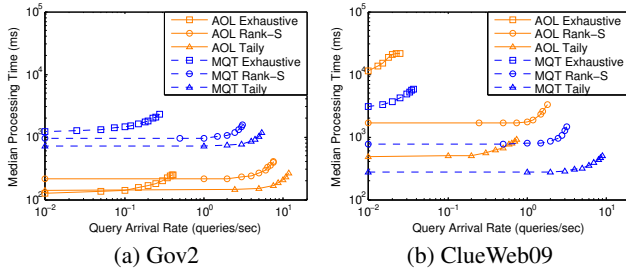 (a)
10^5
10^4
10^3
10^2
Median Processing Time (ms)
AOL Exhaustive
AOL Rank-S
AOL Taily
MQT Exhaustive
MQT Rank-S
MQT Taily
10^-2 10^-1 10^0 10^1 10^2
Query Arrival Rate (queries/sec)
(a) Gov2
(b)
10^5
10^4
10^3
10^2
Median Processing Time (ms)
AOL Exhaustive
AOL Rank-S
AOL Taily
MQT Exhaustive
MQT Rank-S
MQT Taily
10^-2 10^-1 10^0 10^1 10^2
Query Arrival Rate (queries/sec)
(b) ClueWeb09